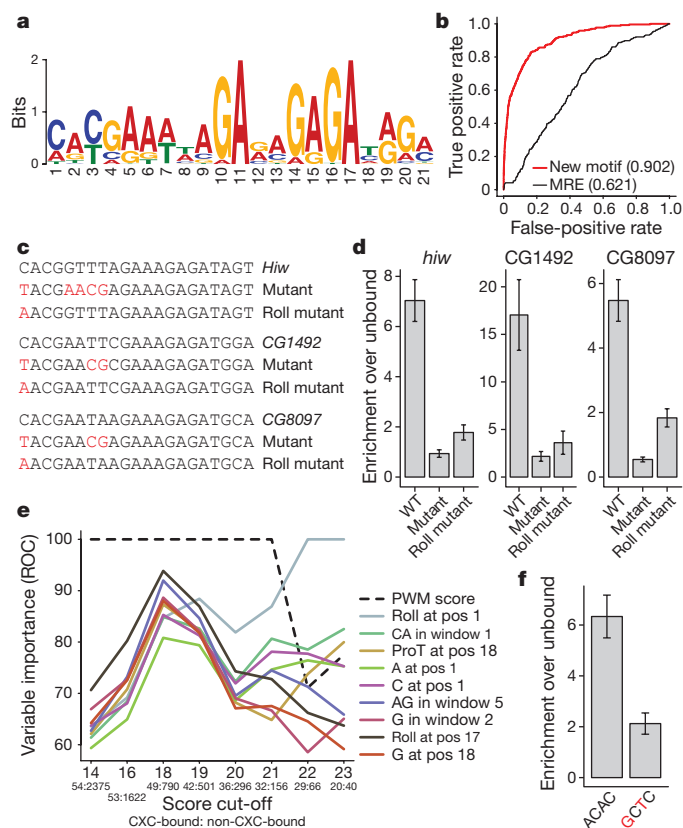 a
Bits
2
1
0
1 2 3 4 5 6 7 8 9 10 11 12 13 14 15 16 17 18 19 20 21
b
True positive rate
1.0
0.8
0.6
0.4
0.2
0
New motif (0.902)
MRE (0.621)
0 0.2 0.6 1.0
False-positive rate
c
CACGGTTTAGAAAGAGATAGT Hiw
TACGAACGAGAAAGAGATAGT Mutant
AACGGTTTAGAAAGAGATAGT Roll mutant
CACGAATTCGAAAGAGATGGA CG1492
TACGAACGCGAAAGAGATGGA Mutant
AACGAATTCGAAAGAGATGGA Roll mutant
CACGAATAAGAAAGAGATGCA CG8097
TACGAACGAGAAAGAGATGCA Mutant
AACGAATAAGAAAGAGATGCA Roll mutant
d
Enrichment over unbound
hiw
8
6
4
2
0
WT Mutant Roll mutant
CG1492
20
15
10
5
0
WT Mutant Roll mutant
CG8097
6
4
2
0
WT Mutant Roll mutant
e
Variable importance (ROC)
100
90
80
70
60
14 16 18 19 20 21 22 23
54:2375 53:1622 49:790 42:501 36:296 32:156 29:66 20:40
Score cut-off
CXC-bound: non-CXC-bound
PWM score
Roll at pos 1
CA in window 1
ProT at pos 18
A at pos 1
C at pos 1
AG in window 5
G in window 2
Roll at pos 17
G at pos 18
f
Enrichment over unbound
6
4
2
0
ACAC GCTC